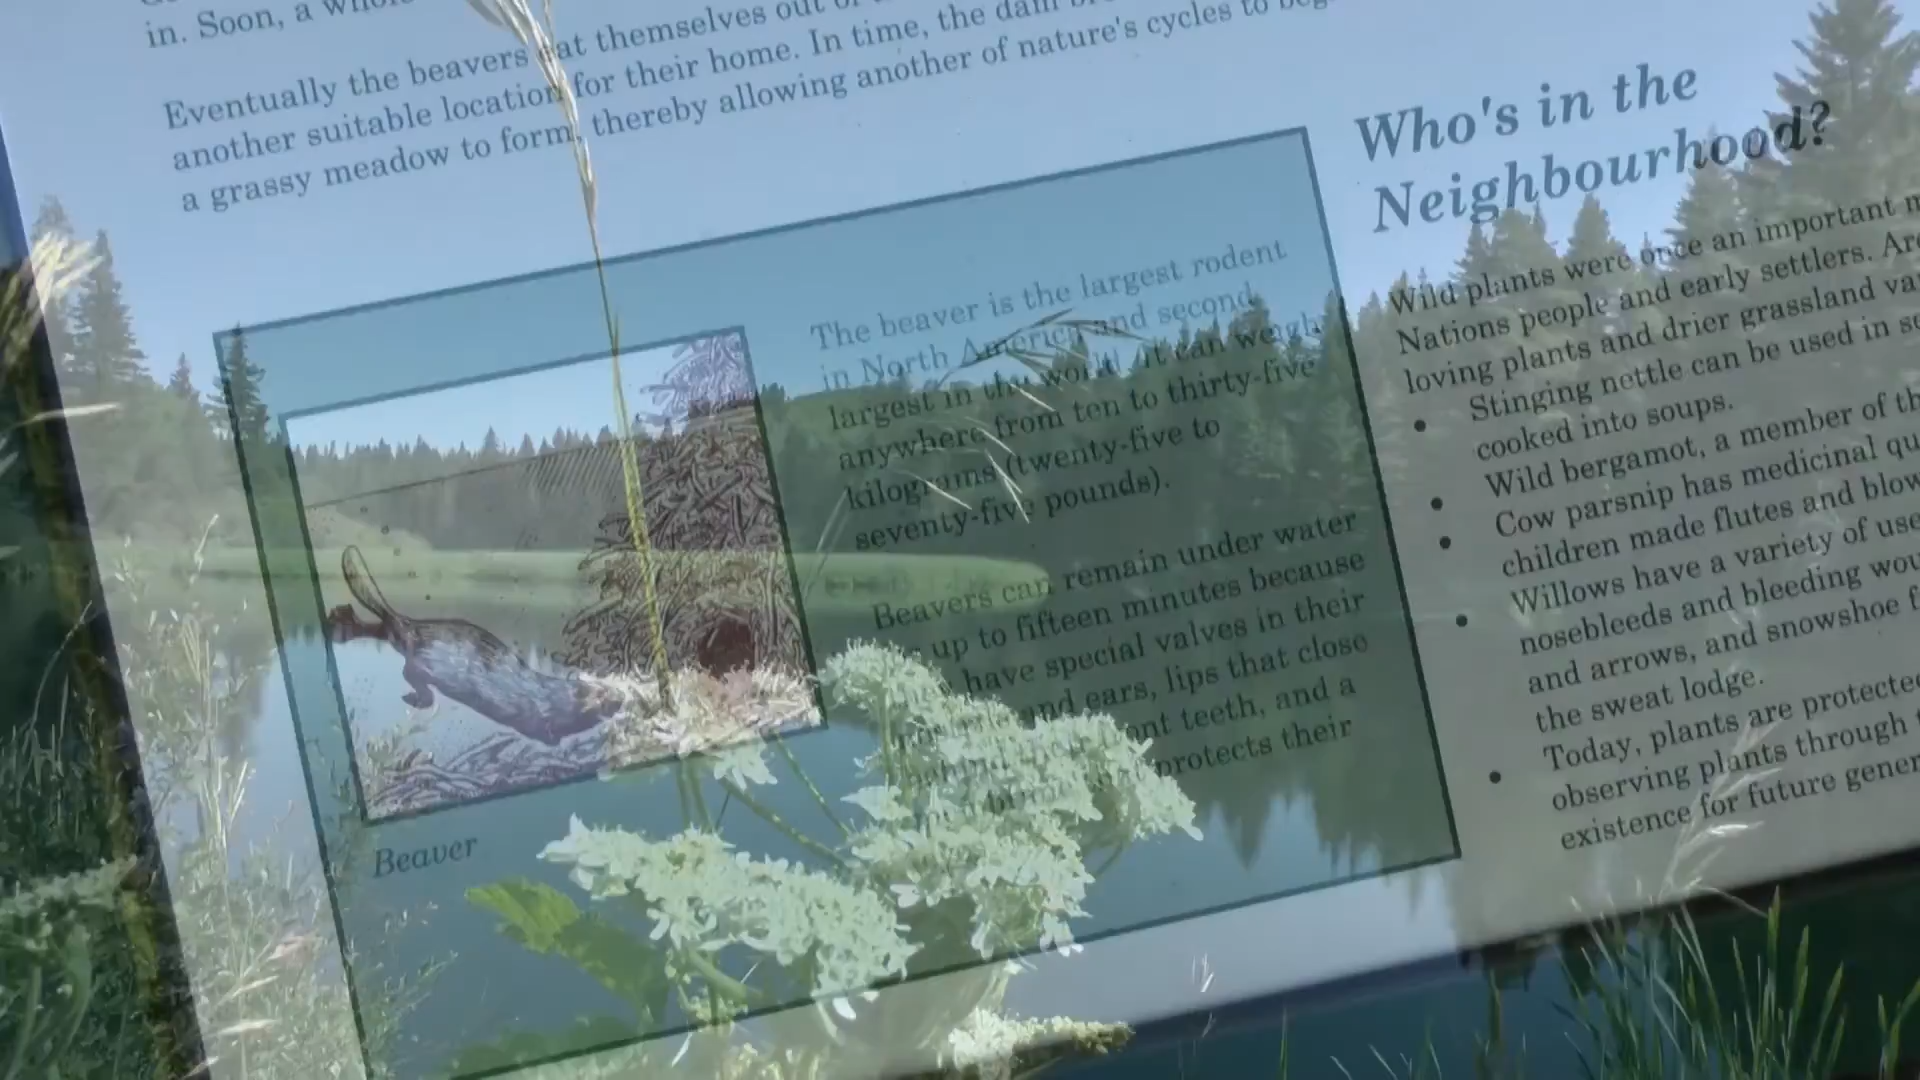 in. Soon, a whole
Eventually the beavers eat themselves out of
another suitable location for their home. In time, the dam
a grassy meadow to form, thereby allowing another of nature's cycles to
The beaver is the largest rodent
in North America and second
largest in the world. It can weigh
anywhere from ten to thirty-five
kilograms (twenty-five to
seventy-five pounds).
Beavers can remain under water
up to fifteen minutes because
have special valves in their
and ears, lips that close
teeth, and a
protects their
Beaver
Who's in the
Neighbourhood?
Wild plants were once an important
Nations people and early settlers.
loving plants and drier grassland
• Stinging nettle can be used in
cooked into soups.
• Wild bergamot, a member of
• Cow parsnip has medicinal
children made flutes and
• Willows have a variety of
nosebleeds and bleeding
and arrows, and snowshoe
the sweat lodge.
• Today, plants are protected
observing plants through
existence for future